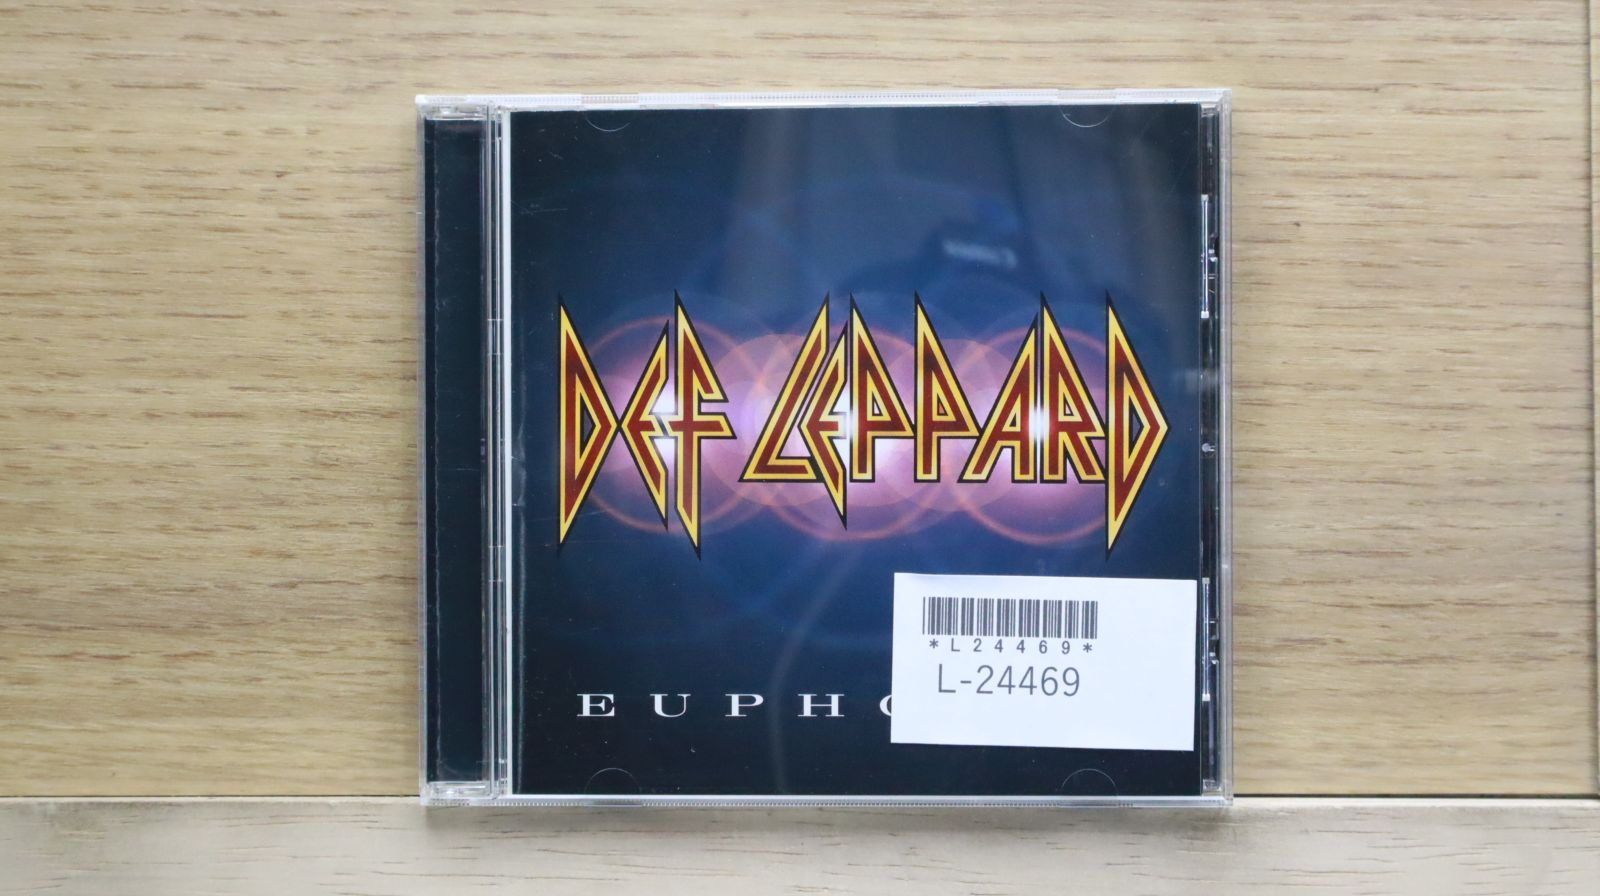 DEF LEPPARD
*L24469*
L-24469
EUPHO